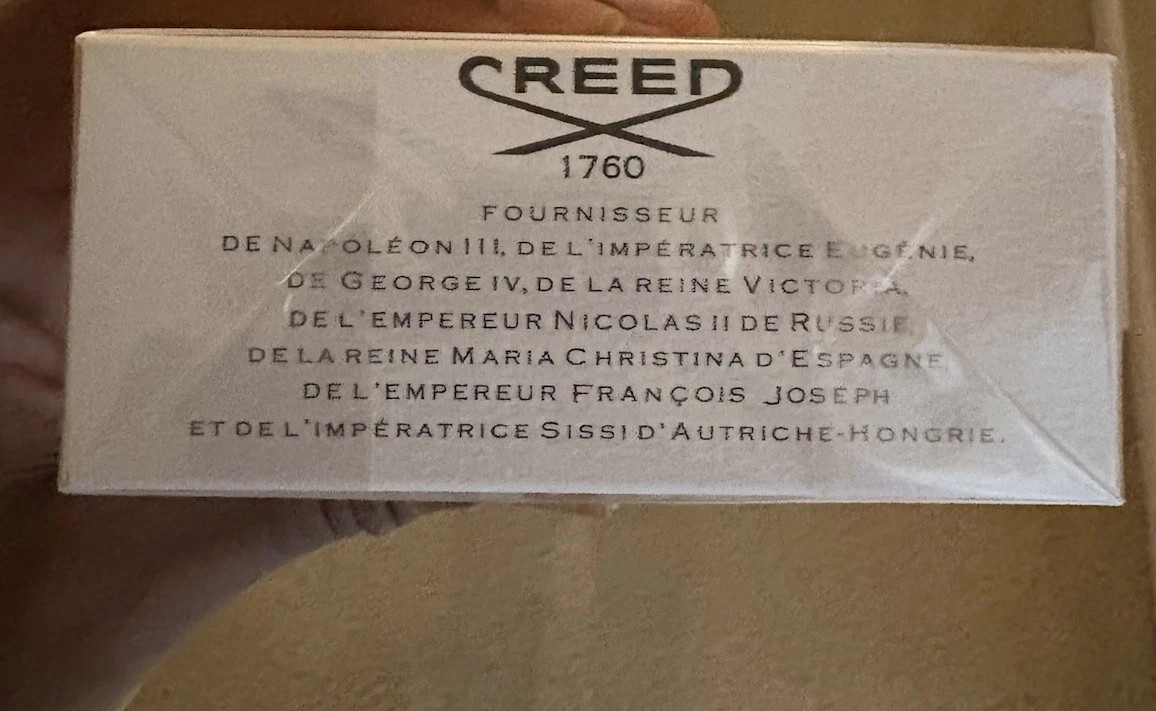 CREED
1760
FOURNISSEUR
DE NAPOLÉON III, DE L'IMPÉRATRICE EUGÉNIE,
DE GEORGE IV, DE LA REINE VICTORIA,
DE L'EMPEREUR NICOLAS II DE RUSSIE,
DE LA REINE MARIA CHRISTINA D'ESPAGNE,
DE L'EMPEREUR FRANÇOIS JOSEPH
ET DE L'IMPÉRATRICE SISSI D'AUTRICHE-HONGRIE.